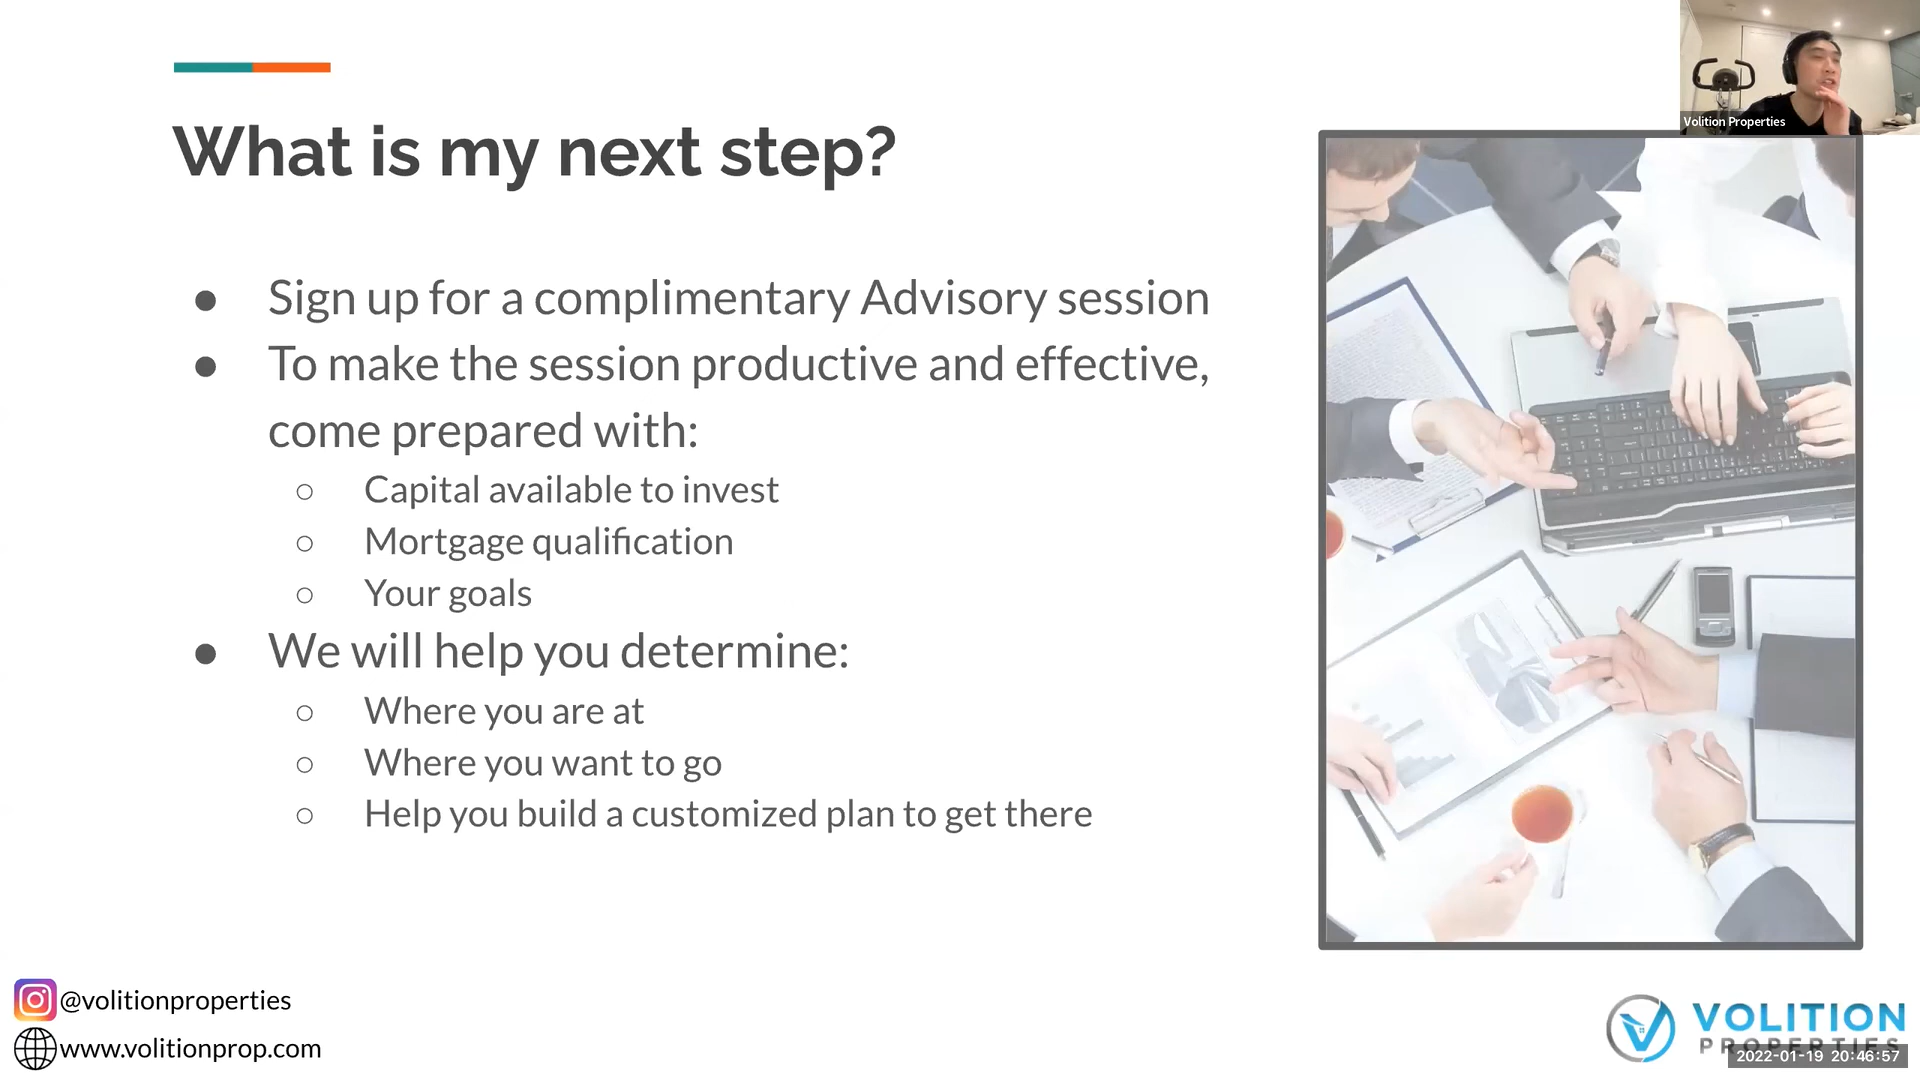 Volition Properties
What is my next step?
● Sign up for a complimentary Advisory session
● To make the session productive and effective,
come prepared with:
○ Capital available to invest
○ Mortgage qualification
○ Your goals
● We will help you determine:
○ Where you are at
○ Where you want to go
○ Help you build a customized plan to get there
@volitionproperties
www.volitionprop.com
VOLITION
PROPERTIES
2022-01-19 20:46:57